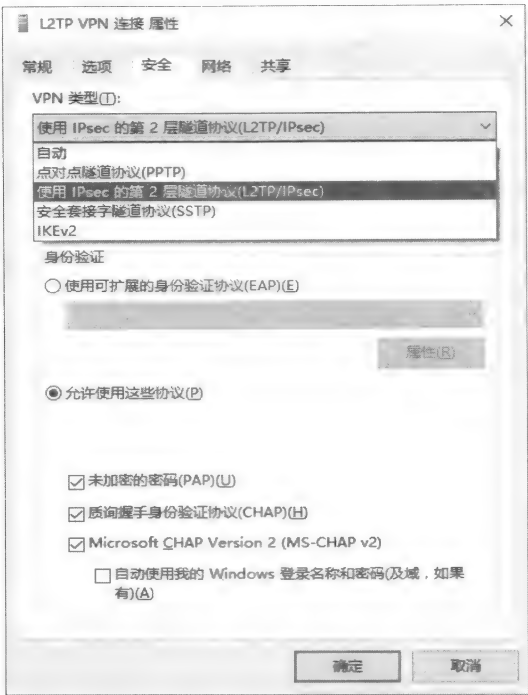 L2TP VPN 连接 属性
常规 选项 安全 网络 共享
VPN 类型(T):
使用 IPsec 的第 2 层隧道协议(L2TP/IPsec)
自动
点对点隧道协议(PPTP)
使用 IPsec 的第 2 层隧道协议(L2TP/IPsec)
安全套接字隧道协议(SSTP)
IKEv2
身份验证
使用可扩展的身份验证协议(EAP)(E)
属性(R)
允许使用这些协议(P)
未加密的密码(PAP)(U)
质询握手身份验证协议(CHAP)(H)
Microsoft CHAP Version 2 (MS-CHAP v2)
自动使用我的 Windows 登录名称和密码(及域，如果
有)(A)
确定 取消